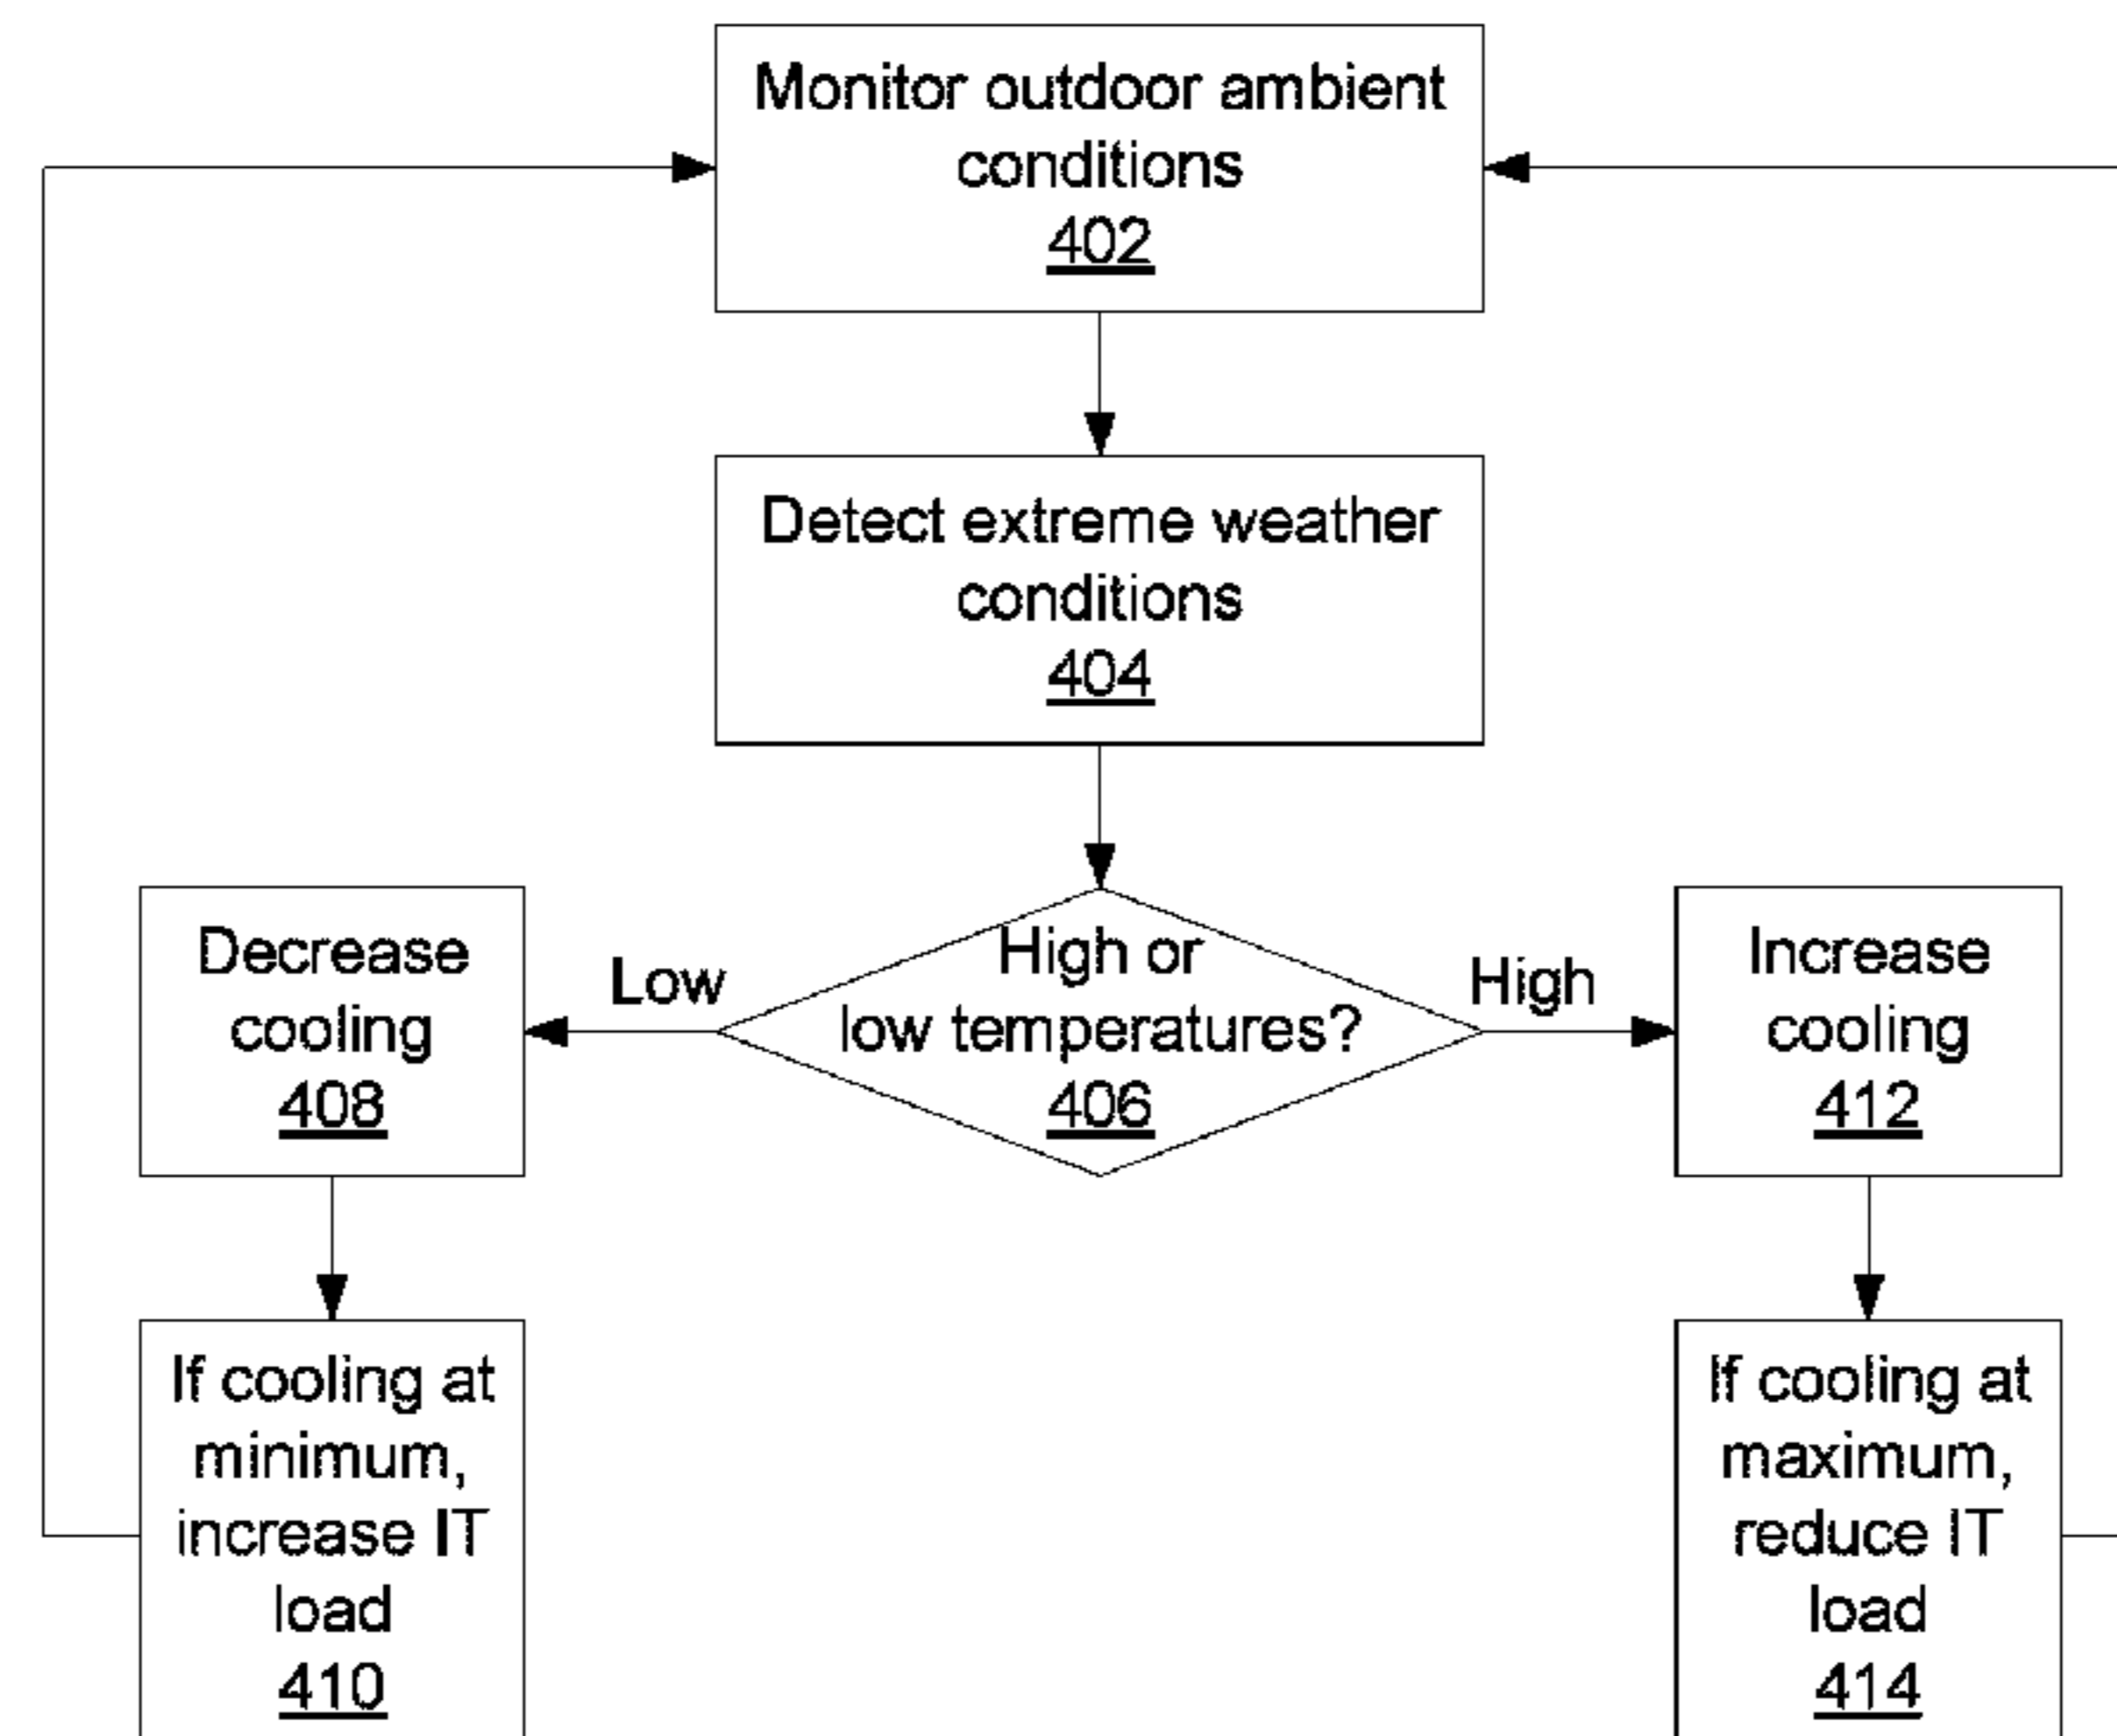 Monitor outdoor ambient
conditions
402
Detect extreme weather
conditions
404
High or
low temperatures?
406
Low
High
Decrease
cooling
408
Increase
cooling
412
If cooling at
minimum,
increase IT
load
410
If cooling at
maximum,
reduce IT
load
414